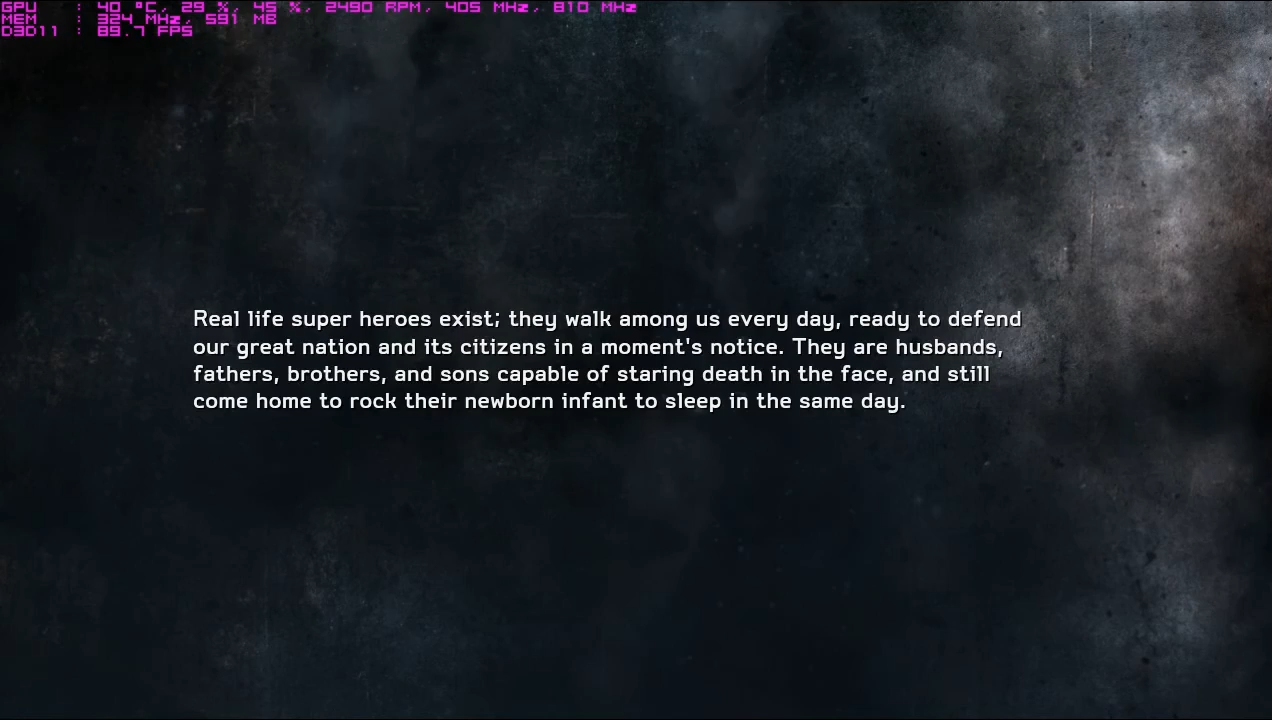 GPU : 40 °C, 29 %, 45 %, 2490 RPM, 405 MHz, 810 MHz
MEM : 324 MHz, 591 MB
D3D11 : 89.7 FPS
Real life super heroes exist; they walk among us every day, ready to defend
our great nation and its citizens in a moment's notice. They are husbands,
fathers, brothers, and sons capable of staring death in the face, and still
come home to rock their newborn infant to sleep in the same day.